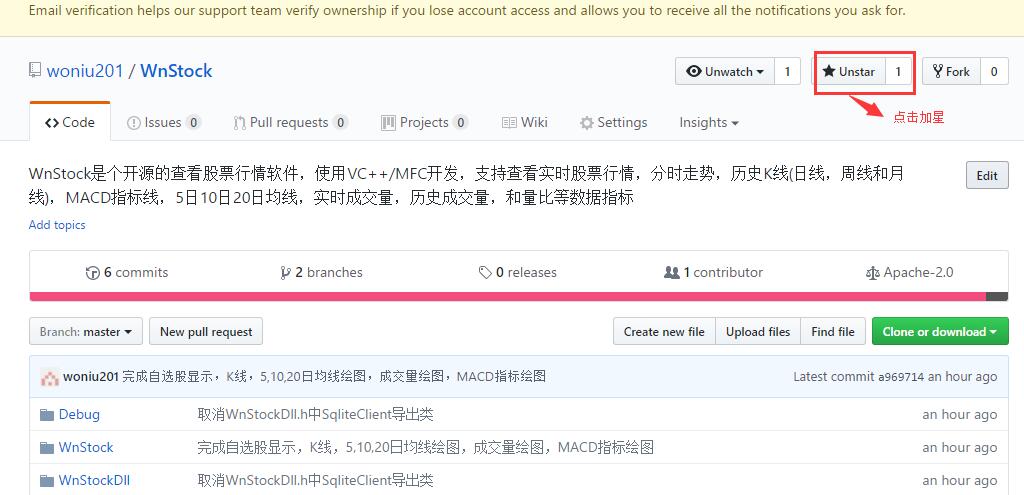 Email verification helps our support team verify ownership if you lose account access and allows you to receive all the notifications you ask for.
woniu201 / WnStock
Unwatch 1
Unstar 1
Fork 0
点击加星
Code
Issues 0
Pull requests 0
Projects 0
Wiki
Settings
Insights
WnStock是个开源的查看股票行情软件，使用VC++/MFC开发，支持查看实时股票行情，分时走势，历史K线(日线，周线和月
线)，MACD指标线，5日10日20日均线，实时成交量，历史成交量，和量比等数据指标
Edit
Add topics
6 commits
2 branches
0 releases
1 contributor
Apache-2.0
Branch: master
New pull request
Create new file
Upload files
Find file
Clone or download
woniu201 完成自选股显示，K线，5,10,20日均线绘图，成交量绘图，MACD指标绘图
Latest commit a969714 an hour ago
Debug
取消WnStockDll.h中SqliteClient导出类
an hour ago
WnStock
完成自选股显示，K线，5,10,20日均线绘图，成交量绘图，MACD指标绘图
an hour ago
WnStockDll
取消WnStockDll.h中SqliteClient导出类
an hour ago